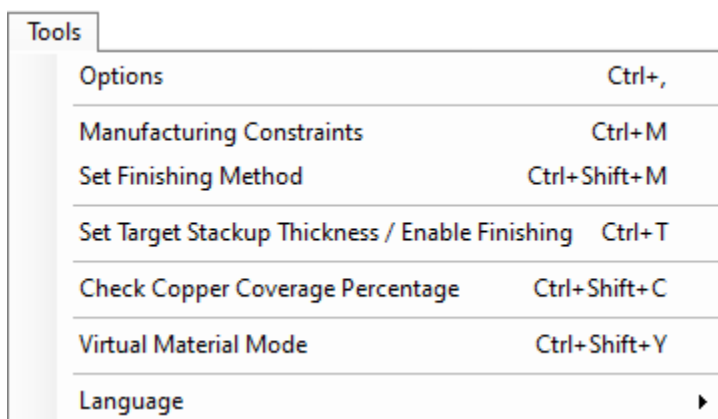 Tools
Options Ctrl+,
Manufacturing Constraints Ctrl+M
Set Finishing Method Ctrl+Shift+M
Set Target Stackup Thickness / Enable Finishing Ctrl+T
Check Copper Coverage Percentage Ctrl+Shift+C
Virtual Material Mode Ctrl+Shift+Y
Language